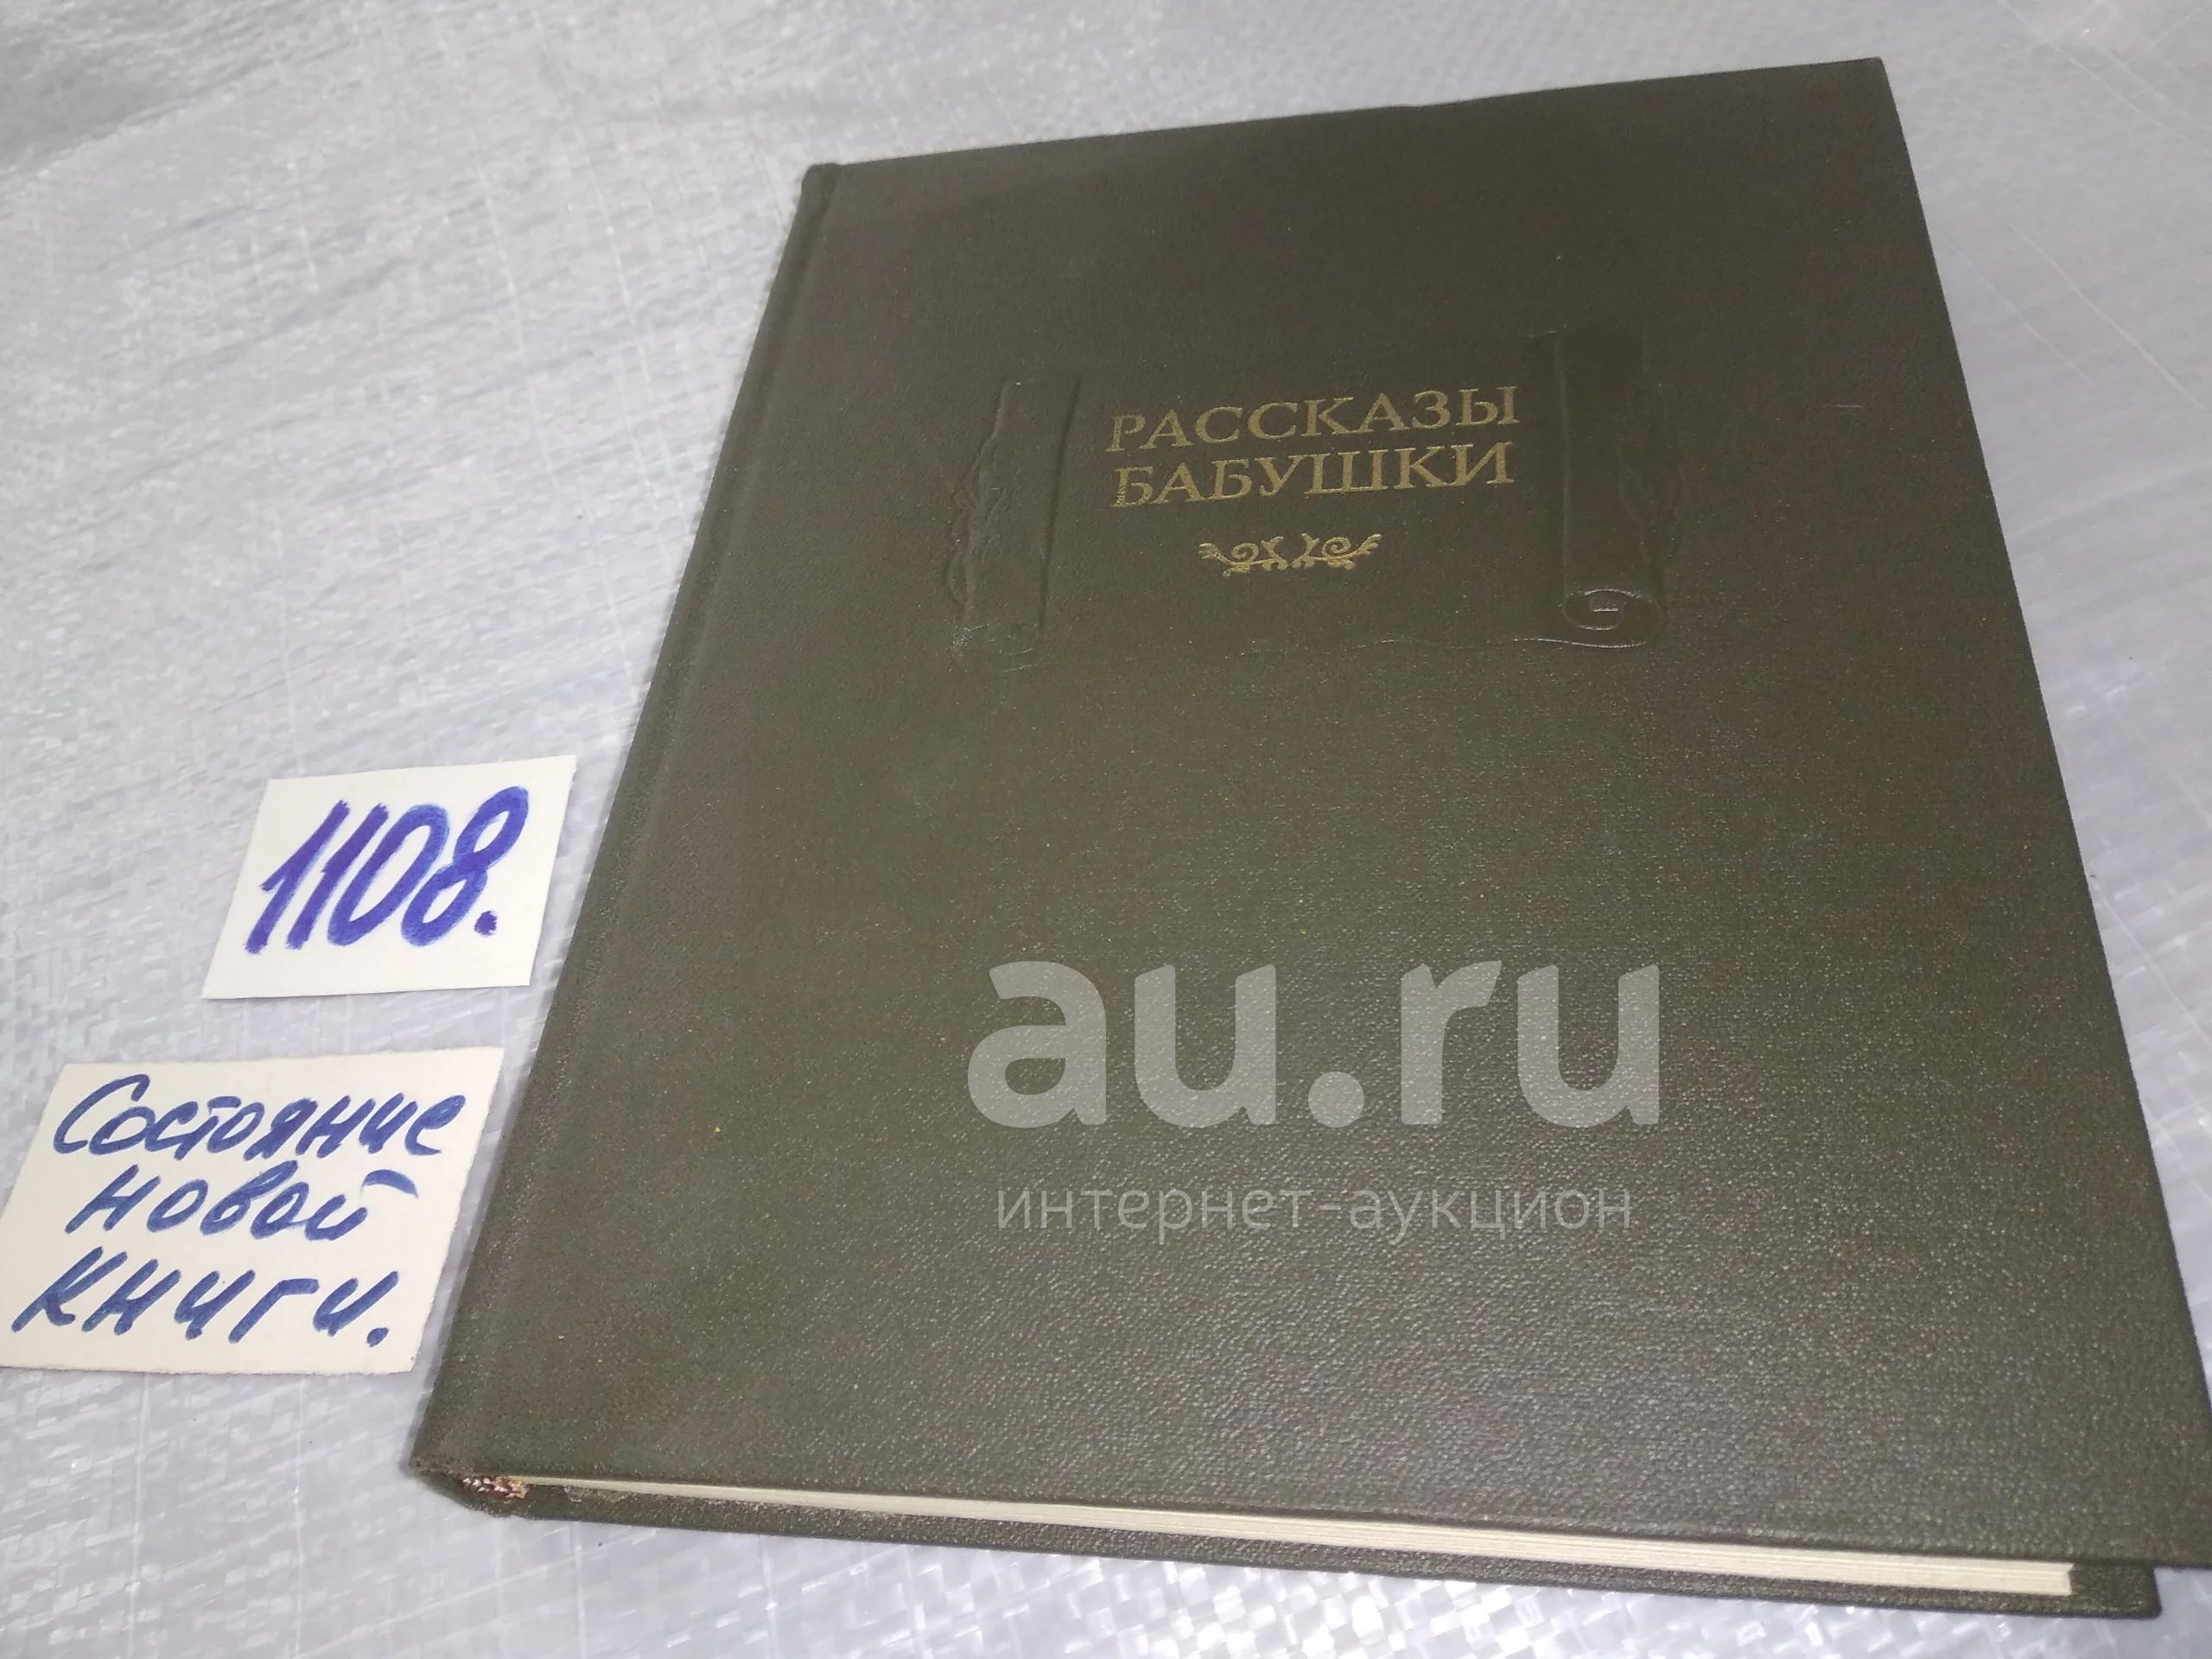 РАССКАЗЫ
БАБУШКИ
1108.
Состояние
новой
книги.
au.ru
интернет-аукцион